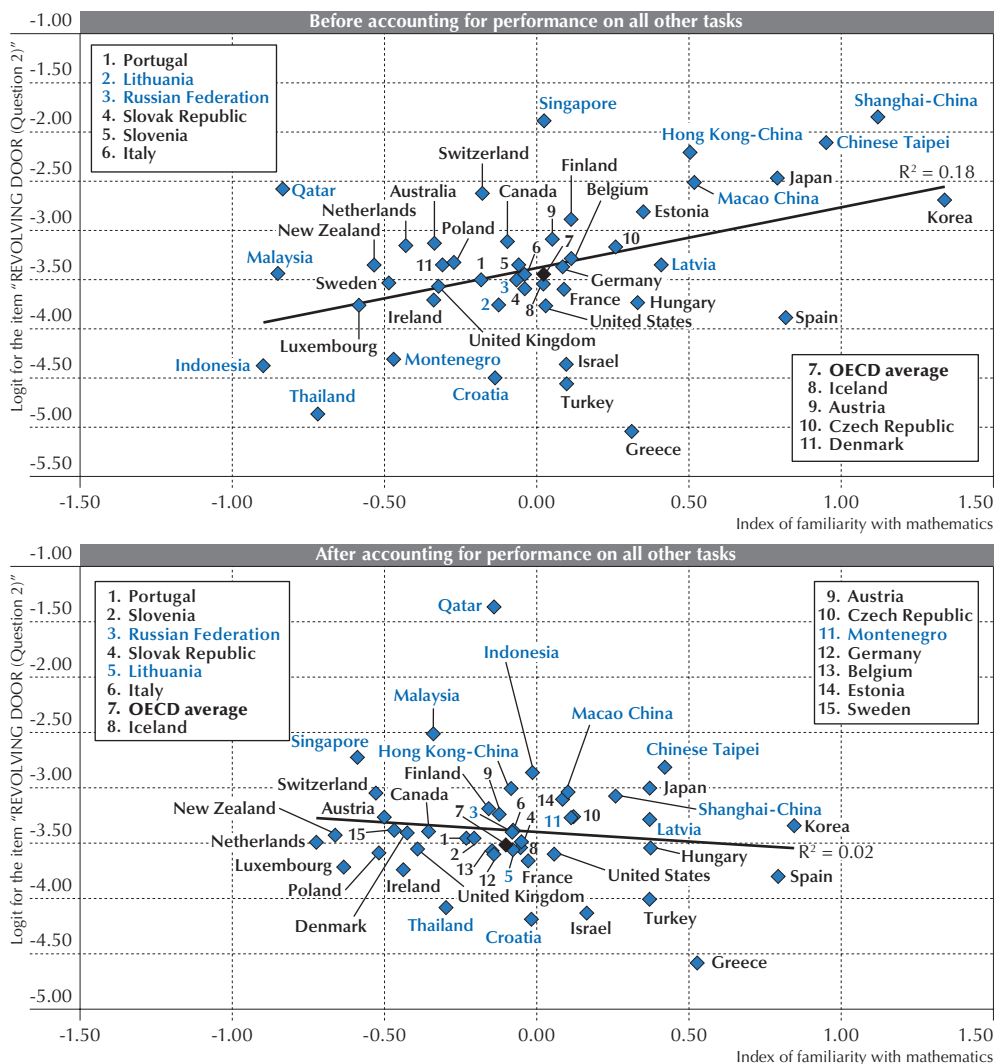 Before accounting for performance on all other tasks
Logit for the item "REVOLVING DOOR (Question 2)"
-1.00
-1.50
-2.00
-2.50
-3.00
-3.50
-4.00
-4.50
-5.00
-5.50
1. Portugal
2. Lithuania
3. Russian Federation
4. Slovak Republic
5. Slovenia
6. Italy
Singapore
Shanghai-China
Hong Kong-China
Chinese Taipei
Switzerland
Finland
R² = 0.18
Qatar
Australia
Canada
Belgium
Japan
Macao China
Netherlands
9
Estonia
Korea
New Zealand
Poland
6
7
10
Malaysia
11
1
5
Latvia
Sweden
3
Germany
2
4
8
France
Hungary
Ireland
United States
Spain
Luxembourg
United Kingdom
Indonesia
Montenegro
Israel
Thailand
Croatia
Turkey
Greece
7. OECD average
8. Iceland
9. Austria
10. Czech Republic
11. Denmark
-1.50
-1.00
-0.50
0.00
0.50
1.00
1.50
Index of familiarity with mathematics
After accounting for performance on all other tasks
Logit for the item "REVOLVING DOOR (Question 2)"
-1.00
-1.50
-2.00
-2.50
-3.00
-3.50
-4.00
-4.50
-5.00
1. Portugal
2. Slovenia
3. Russian Federation
4. Slovak Republic
5. Lithuania
6. Italy
7. OECD average
8. Iceland
9. Austria
10. Czech Republic
11. Montenegro
12. Germany
13. Belgium
14. Estonia
15. Sweden
Qatar
Indonesia
Malaysia
Macao China
Singapore
Hong Kong-China
Chinese Taipei
Finland
9
Switzerland
Canada
6
14
Japan
New Zealand
Austria
7
3
4
11
10
Shanghai-China
Netherlands
15
1
Latvia
Korea
2
8
Hungary
R² = 0.02
Luxembourg
13
12
5
France
United States
Spain
Poland
Ireland
United Kingdom
Denmark
Thailand
Croatia
Israel
Turkey
Greece
-1.50
-1.00
-0.50
0.00
0.50
1.00
1.50
Index of familiarity with mathematics